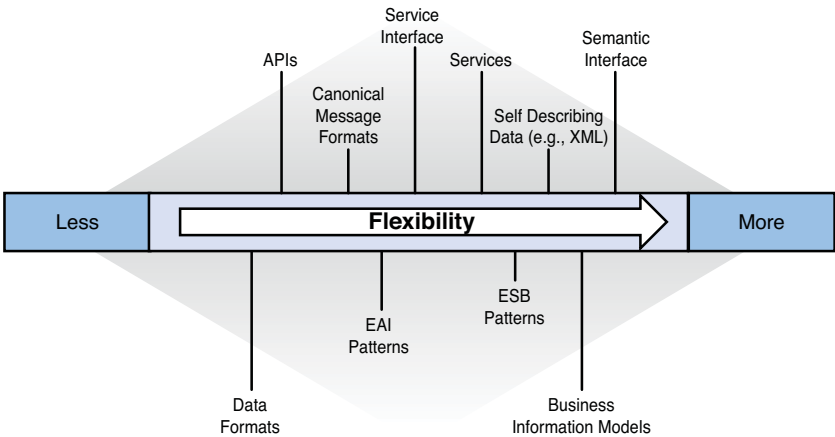 Service
Interface
Semantic
Interface
APIs
Services
Canonical
Message
Formats
Self Describing
Data (e.g., XML)
Less
Flexibility
More
ESB
Patterns
EAI
Patterns
Data
Formats
Business
Information Models